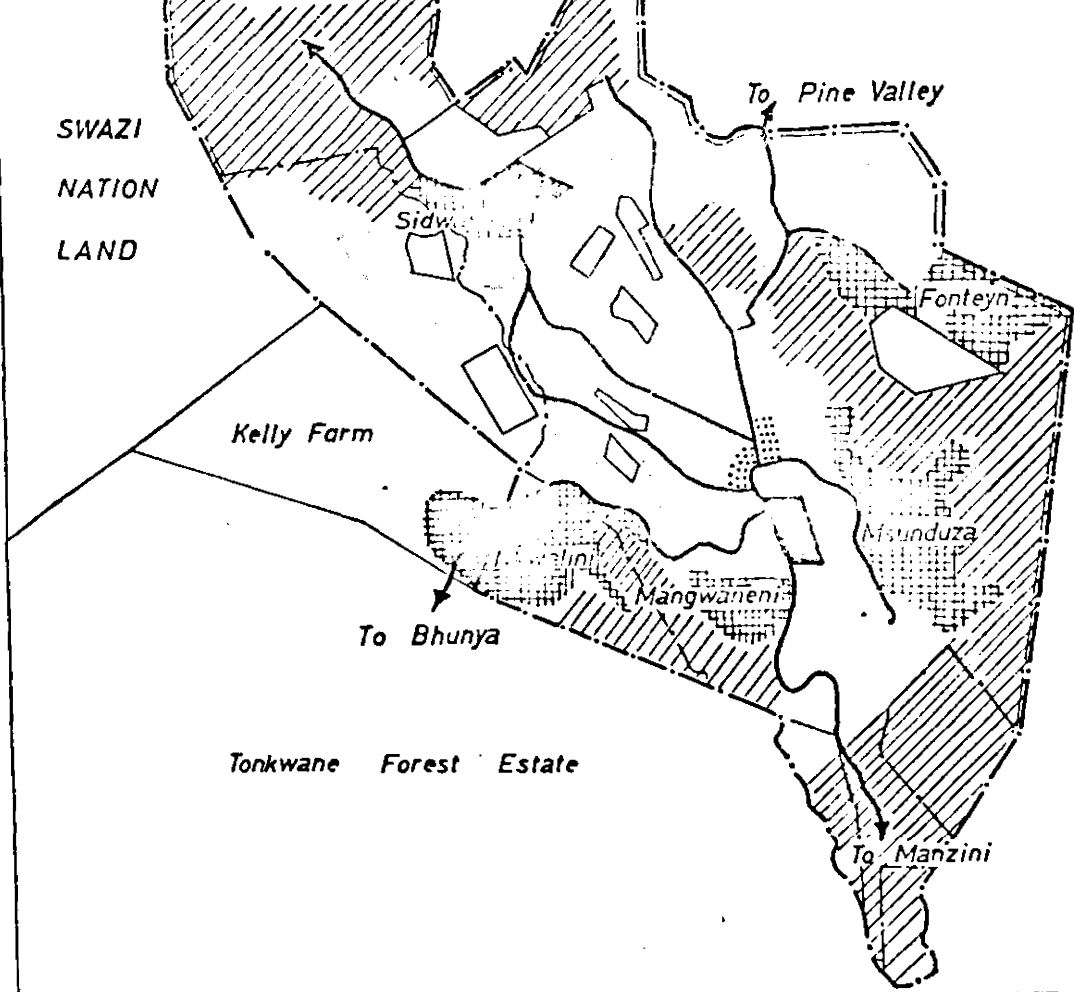 To Pine Valley
SWAZI
NATION
LAND
Fonteyn
Kelly Farm
Msunduza
Mangwaneni
To Bhunya
Tonkwane Forest Estate
To Manzini